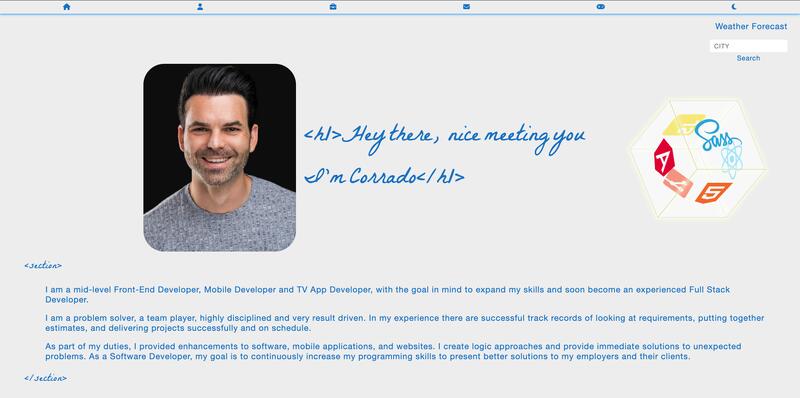 Weather Forecast
CITY
Search
<h1>Hey there, nice meeting you
I'm Corrado</h1>
Sass
<section>
I am a mid-level Front-End Developer, Mobile Developer and TV App Developer, with the goal in mind to expand my skills and soon become an experienced Full Stack
Developer.
I am a problem solver, a team player, highly disciplined and very result driven. In my experience there are successful track records of looking at requirements, putting together
estimates, and delivering projects successfully and on schedule.
As part of my duties, I provided enhancements to software, mobile applications, and websites. I create logic approaches and provide immediate solutions to unexpected
problems. As a Software Developer, my goal is to continuously increase my programming skills to present better solutions to my employers and their clients.
</section>